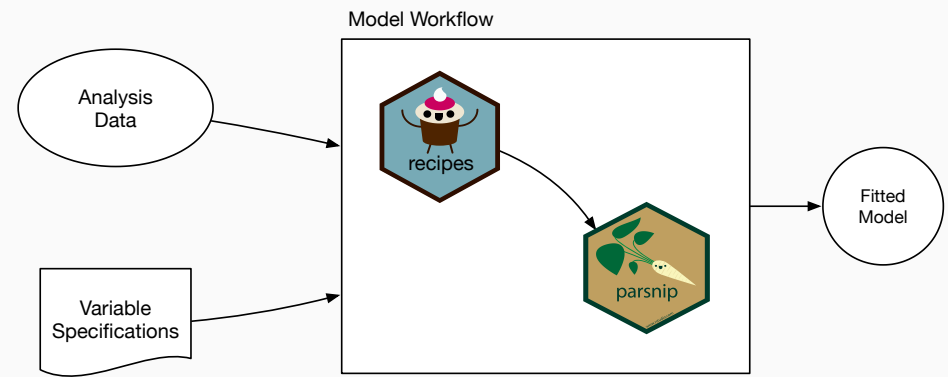 Model Workflow
Analysis
Data
recipes
Fitted
Model
parsnip
Variable
Specifications